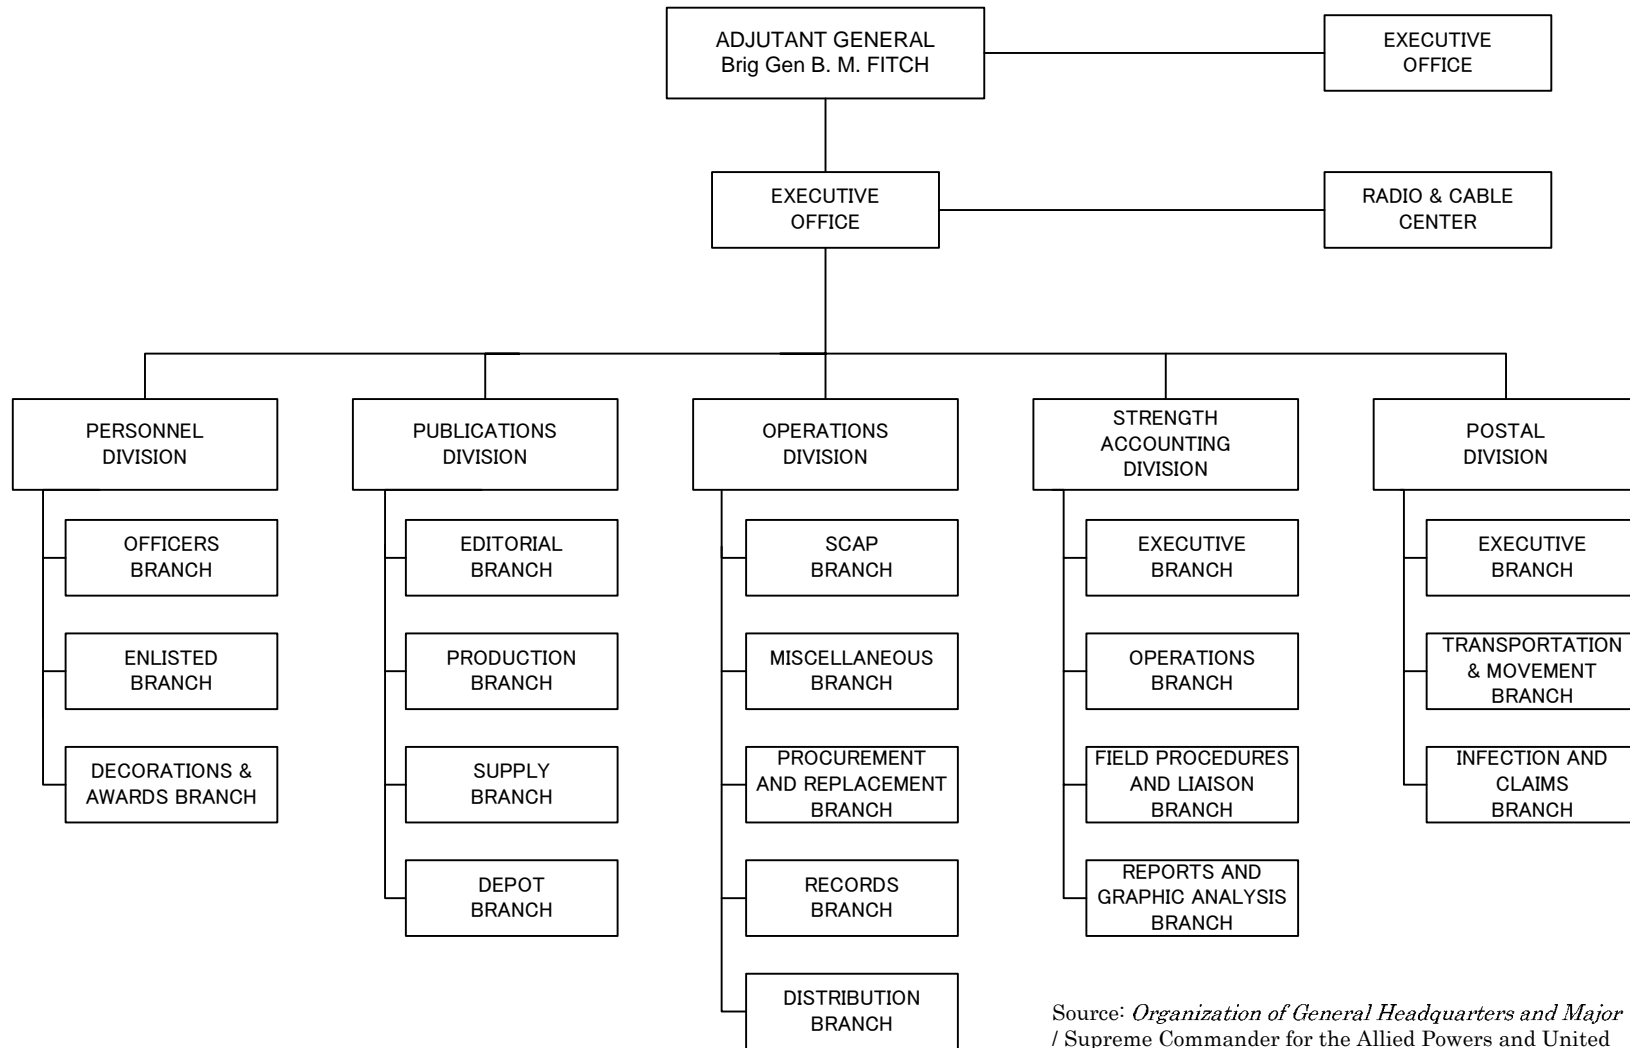 ADJUTANT GENERAL
Brig Gen B. M. FITCH
EXECUTIVE
OFFICE
EXECUTIVE
OFFICE
RADIO & CABLE
CENTER
PERSONNEL
DIVISION
PUBLICATIONS
DIVISION
OPERATIONS
DIVISION
STRENGTH
ACCOUNTING
DIVISION
POSTAL
DIVISION
OFFICERS
BRANCH
ENLISTED
BRANCH
DECORATIONS &
AWARDS BRANCH
EDITORIAL
BRANCH
PRODUCTION
BRANCH
SUPPLY
BRANCH
DEPOT
BRANCH
SCAP
BRANCH
MISCELLANEOUS
BRANCH
PROCUREMENT
AND REPLACEMENT
BRANCH
RECORDS
BRANCH
DISTRIBUTION
BRANCH
EXECUTIVE
BRANCH
OPERATIONS
BRANCH
FIELD PROCEDURES
AND LIAISON
BRANCH
REPORTS AND
GRAPHIC ANALYSIS
BRANCH
EXECUTIVE
BRANCH
TRANSPORTATION
& MOVEMENT
BRANCH
INFECTION AND
CLAIMS
BRANCH
Source: Organization of General Headquarters and Major
/ Supreme Commander for the Allied Powers and United